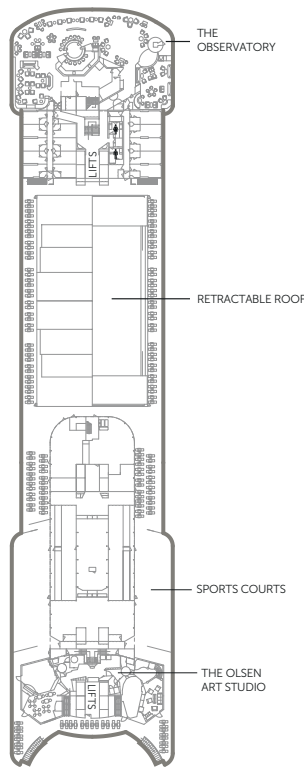 THE
OBSERVATORY
LIFTS
RETRACTABLE ROOF
SPORTS COURTS
THE OLSEN
ART STUDIO
LIFTS